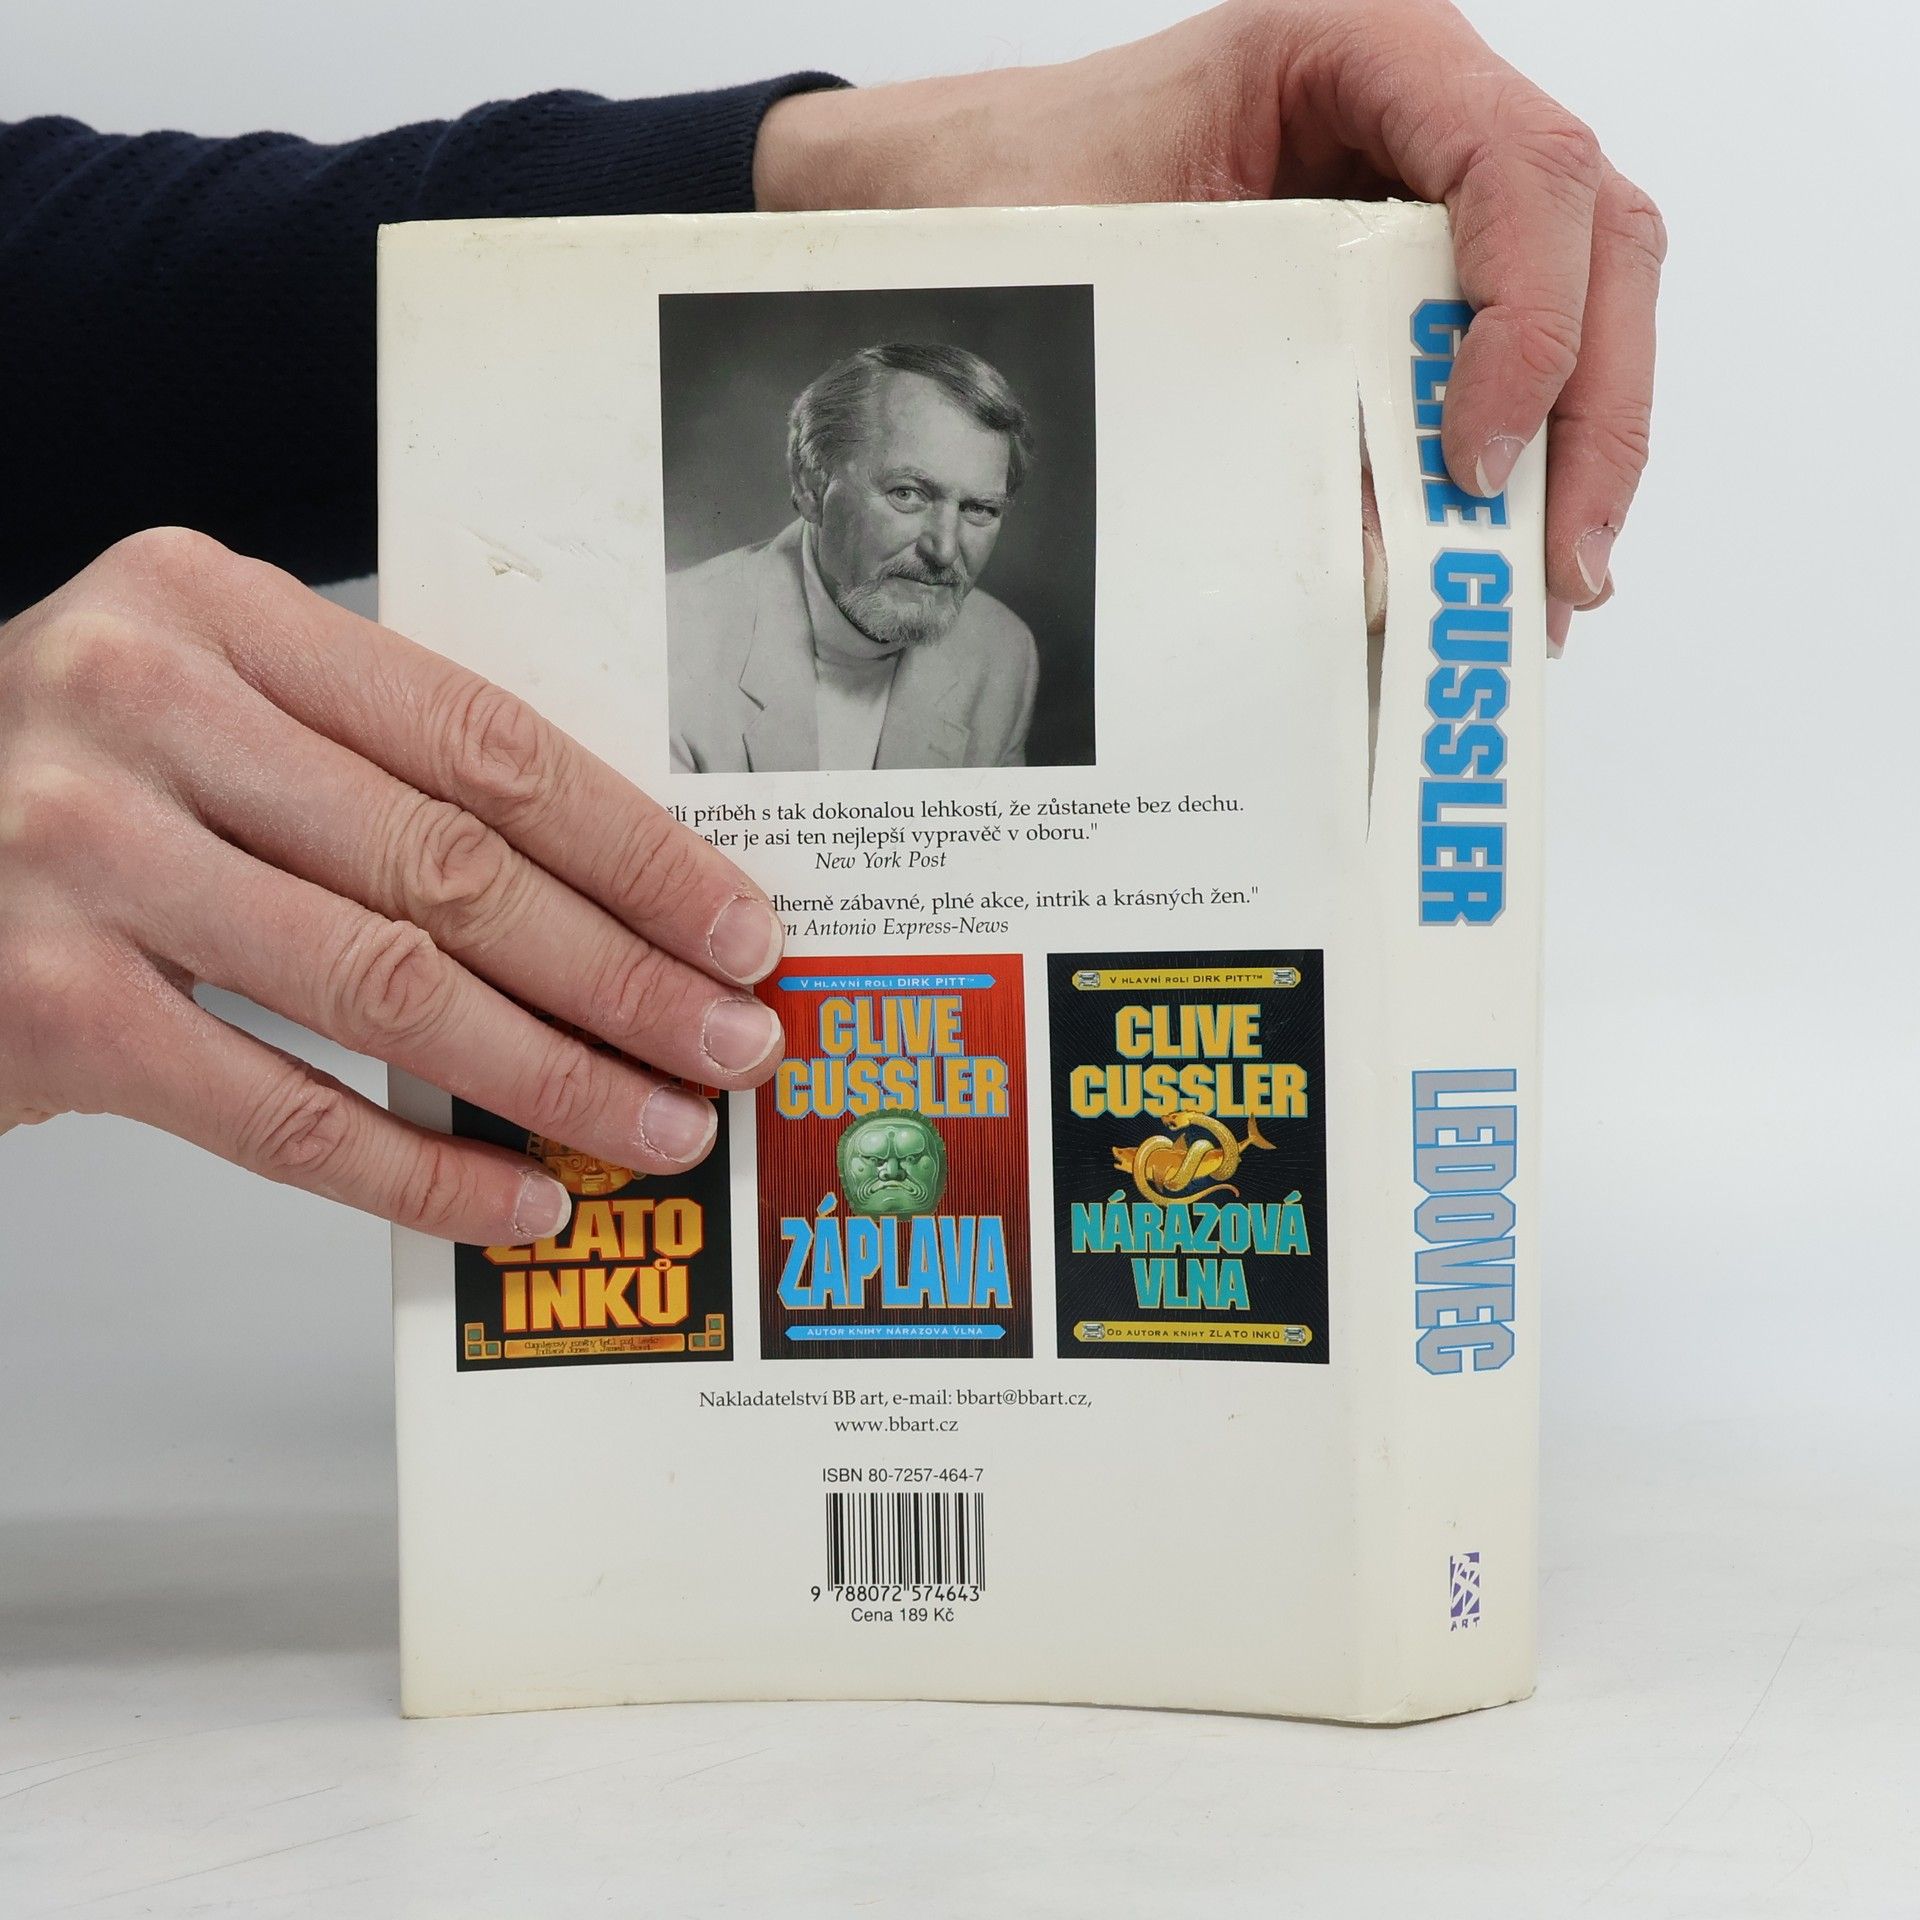 lí příběh s tak dokonalou lehkostí, že zůstanete bez dechu.
sler je asi ten nejlepší vypravěč v oboru."
New York Post
dherně zábavné, plné akce, intrik a krásných žen."
Antonio Express-News
ZLATO
INKŮ
V HLAVNÍ ROLI DIRK PITT™
CLIVE
CUSSLER
ZÁPLAVA
AUTOR KNIHY NÁRAZOVÁ VLNA
V HLAVNÍ ROLI DIRK PITT™
CLIVE
CUSSLER
NÁRAZOVÁ
VLNA
OD AUTORA KNIHY ZLATO INKŮ
Nakladatelství BB art, e-mail: bbart@bbart.cz,
www.bbart.cz
ISBN 80-7257-464-7
9 788072 574643
Cena 189 Kč
CLIVE CUSSLER
LEDOVEC
BB
ART